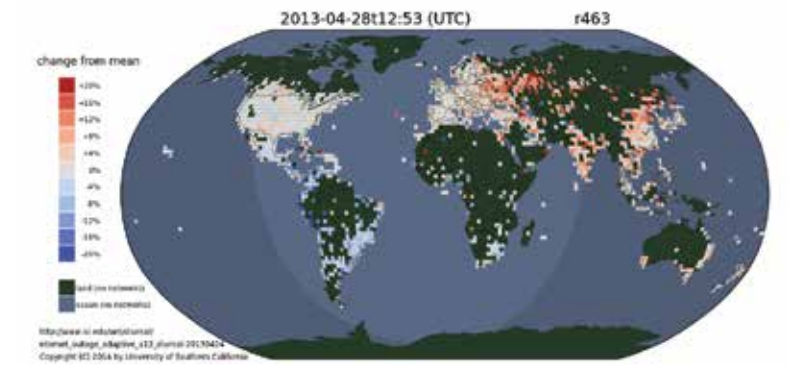 2013-04-28t12:53 (UTC)
r463
change from mean
+20%
+16%
+12%
+8%
+4%
0%
-4%
-8%
-12%
-16%
-20%
land (no networks)
ocean (no networks)
Copyright (C) 2014 by University of Southern California